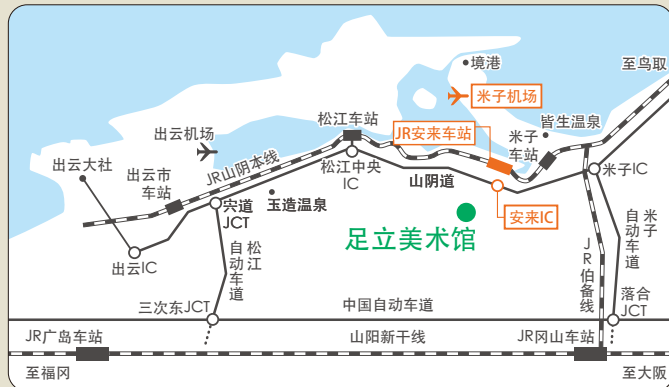 境港
至鸟取
米子机场
皆生温泉
松江车站
JR安来车站
米子
车站
出云机场
出云大社
JR山阴本线
出云市
车站
松江中央
IC
山阴道
米子IC
宍道
JCT
玉造温泉
安来IC
足立美术馆
米子
自动车道
松江
自动车道
出云IC
JR伯备线
三次东JCT
中国自动车道
落合
JCT
JR广岛车站
山阳新干线
JR冈山车站
至福冈
至大阪